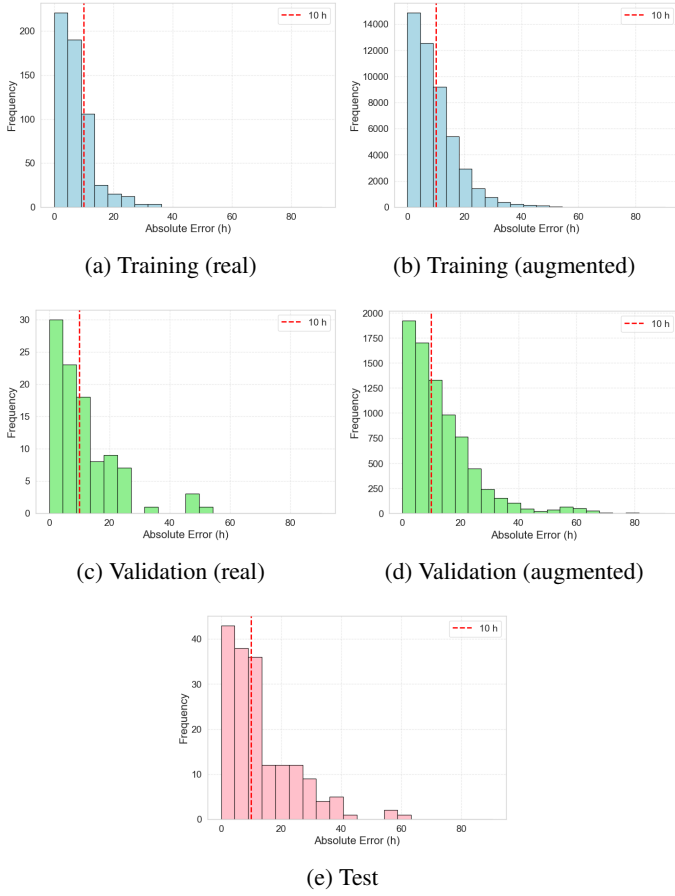 10 h
Frequency
200
150
100
50
0
0 20 40 60 80
Absolute Error (h)
(a) Training (real)
10 h
Frequency
14000
12000
10000
8000
6000
4000
2000
0
0 20 40 60 80
Absolute Error (h)
(b) Training (augmented)
10 h
Frequency
30
25
20
15
10
5
0
0 20 40 60 80
Absolute Error (h)
(c) Validation (real)
10 h
Frequency
2000
1750
1500
1250
1000
750
500
250
0
0 20 40 60 80
Absolute Error (h)
(d) Validation (augmented)
10 h
Frequency
40
30
20
10
0
0 20 40 60 80
Absolute Error (h)
(e) Test